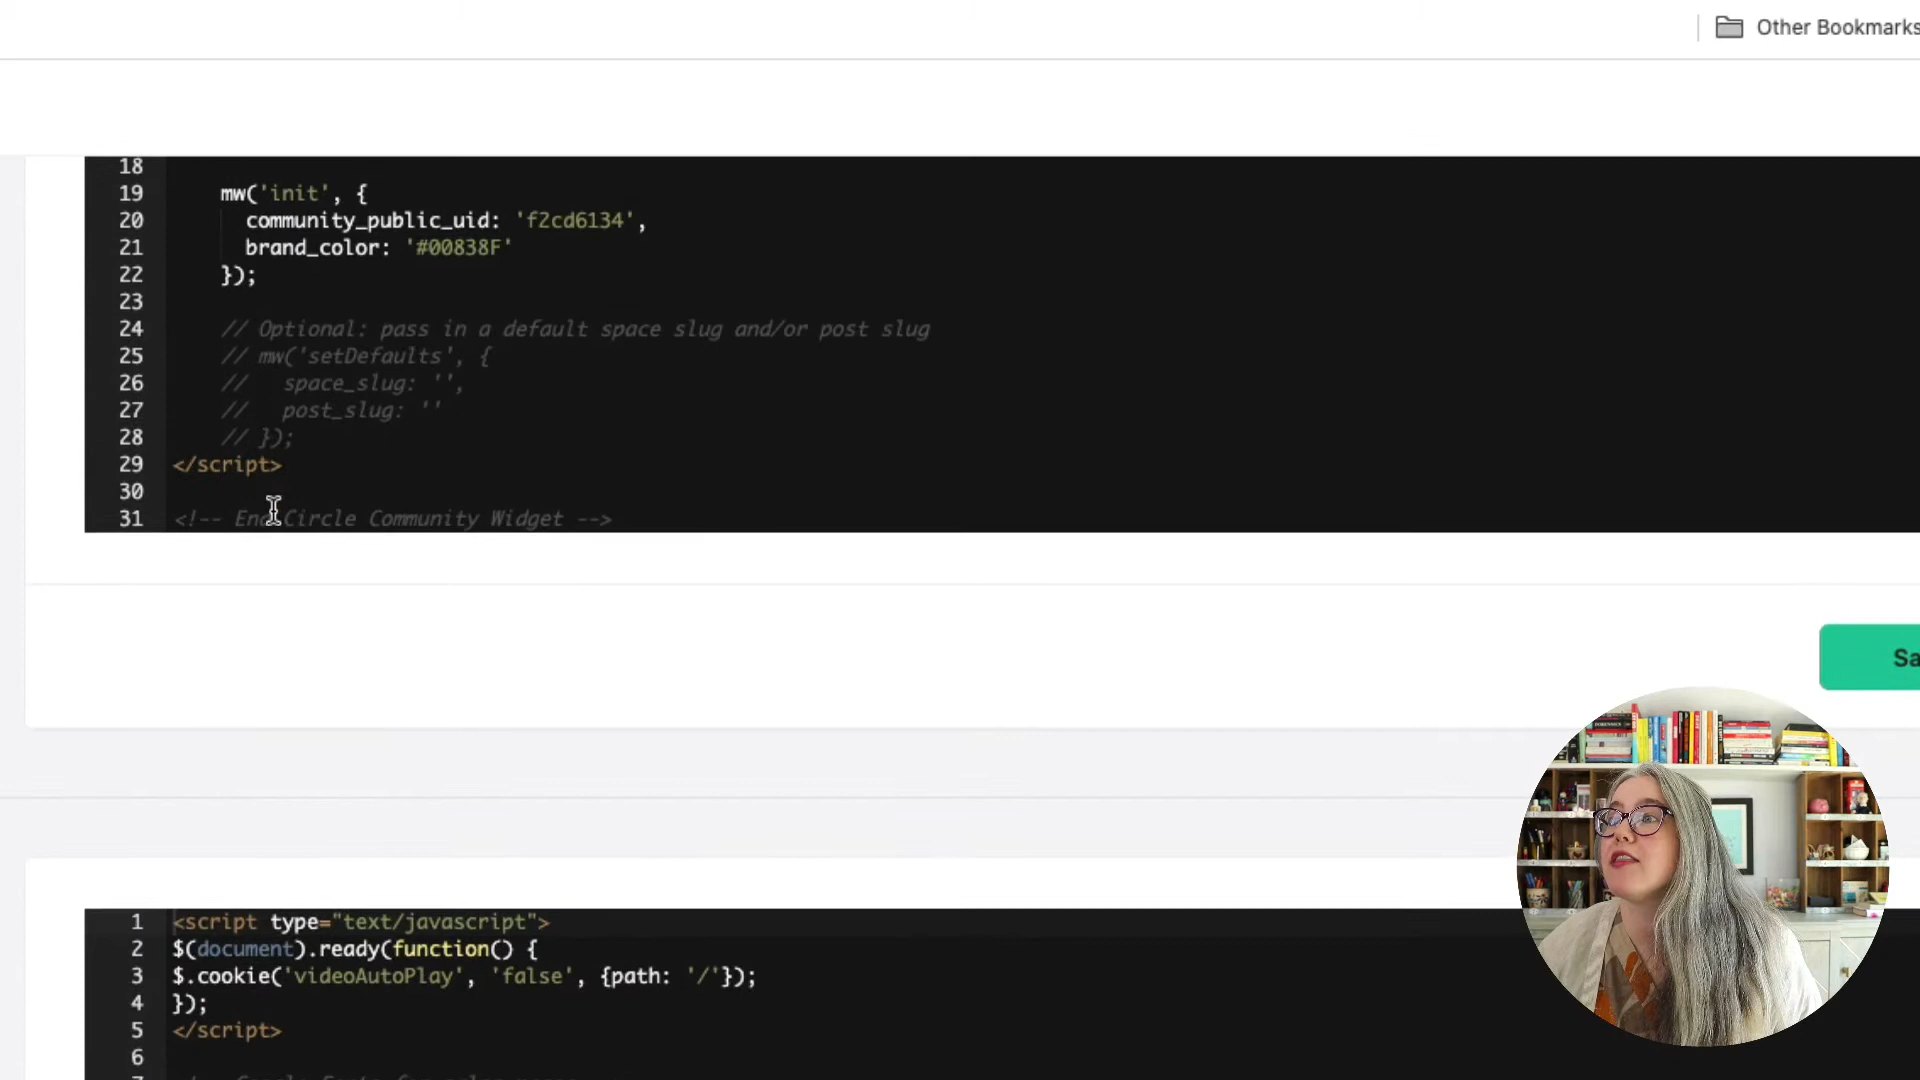 Other Bookmarks
18
19 mw('init', {
20 community_public_uid: 'f2cd6134',
21 brand_color: '#00838F'
22 });
23
24 // Optional: pass in a default space slug and/or post slug
25 // mw('setDefaults', {
26 // space_slug: '',
27 // post_slug: ''
28 // });
29 </script>
30
31 <!-- End Circle Community Widget -->
Sa
1 <script type="text/javascript">
2 $(document).ready(function() {
3 $.cookie('videoAutoPlay', 'false', {path: '/'});
4 });
5 </script>
6